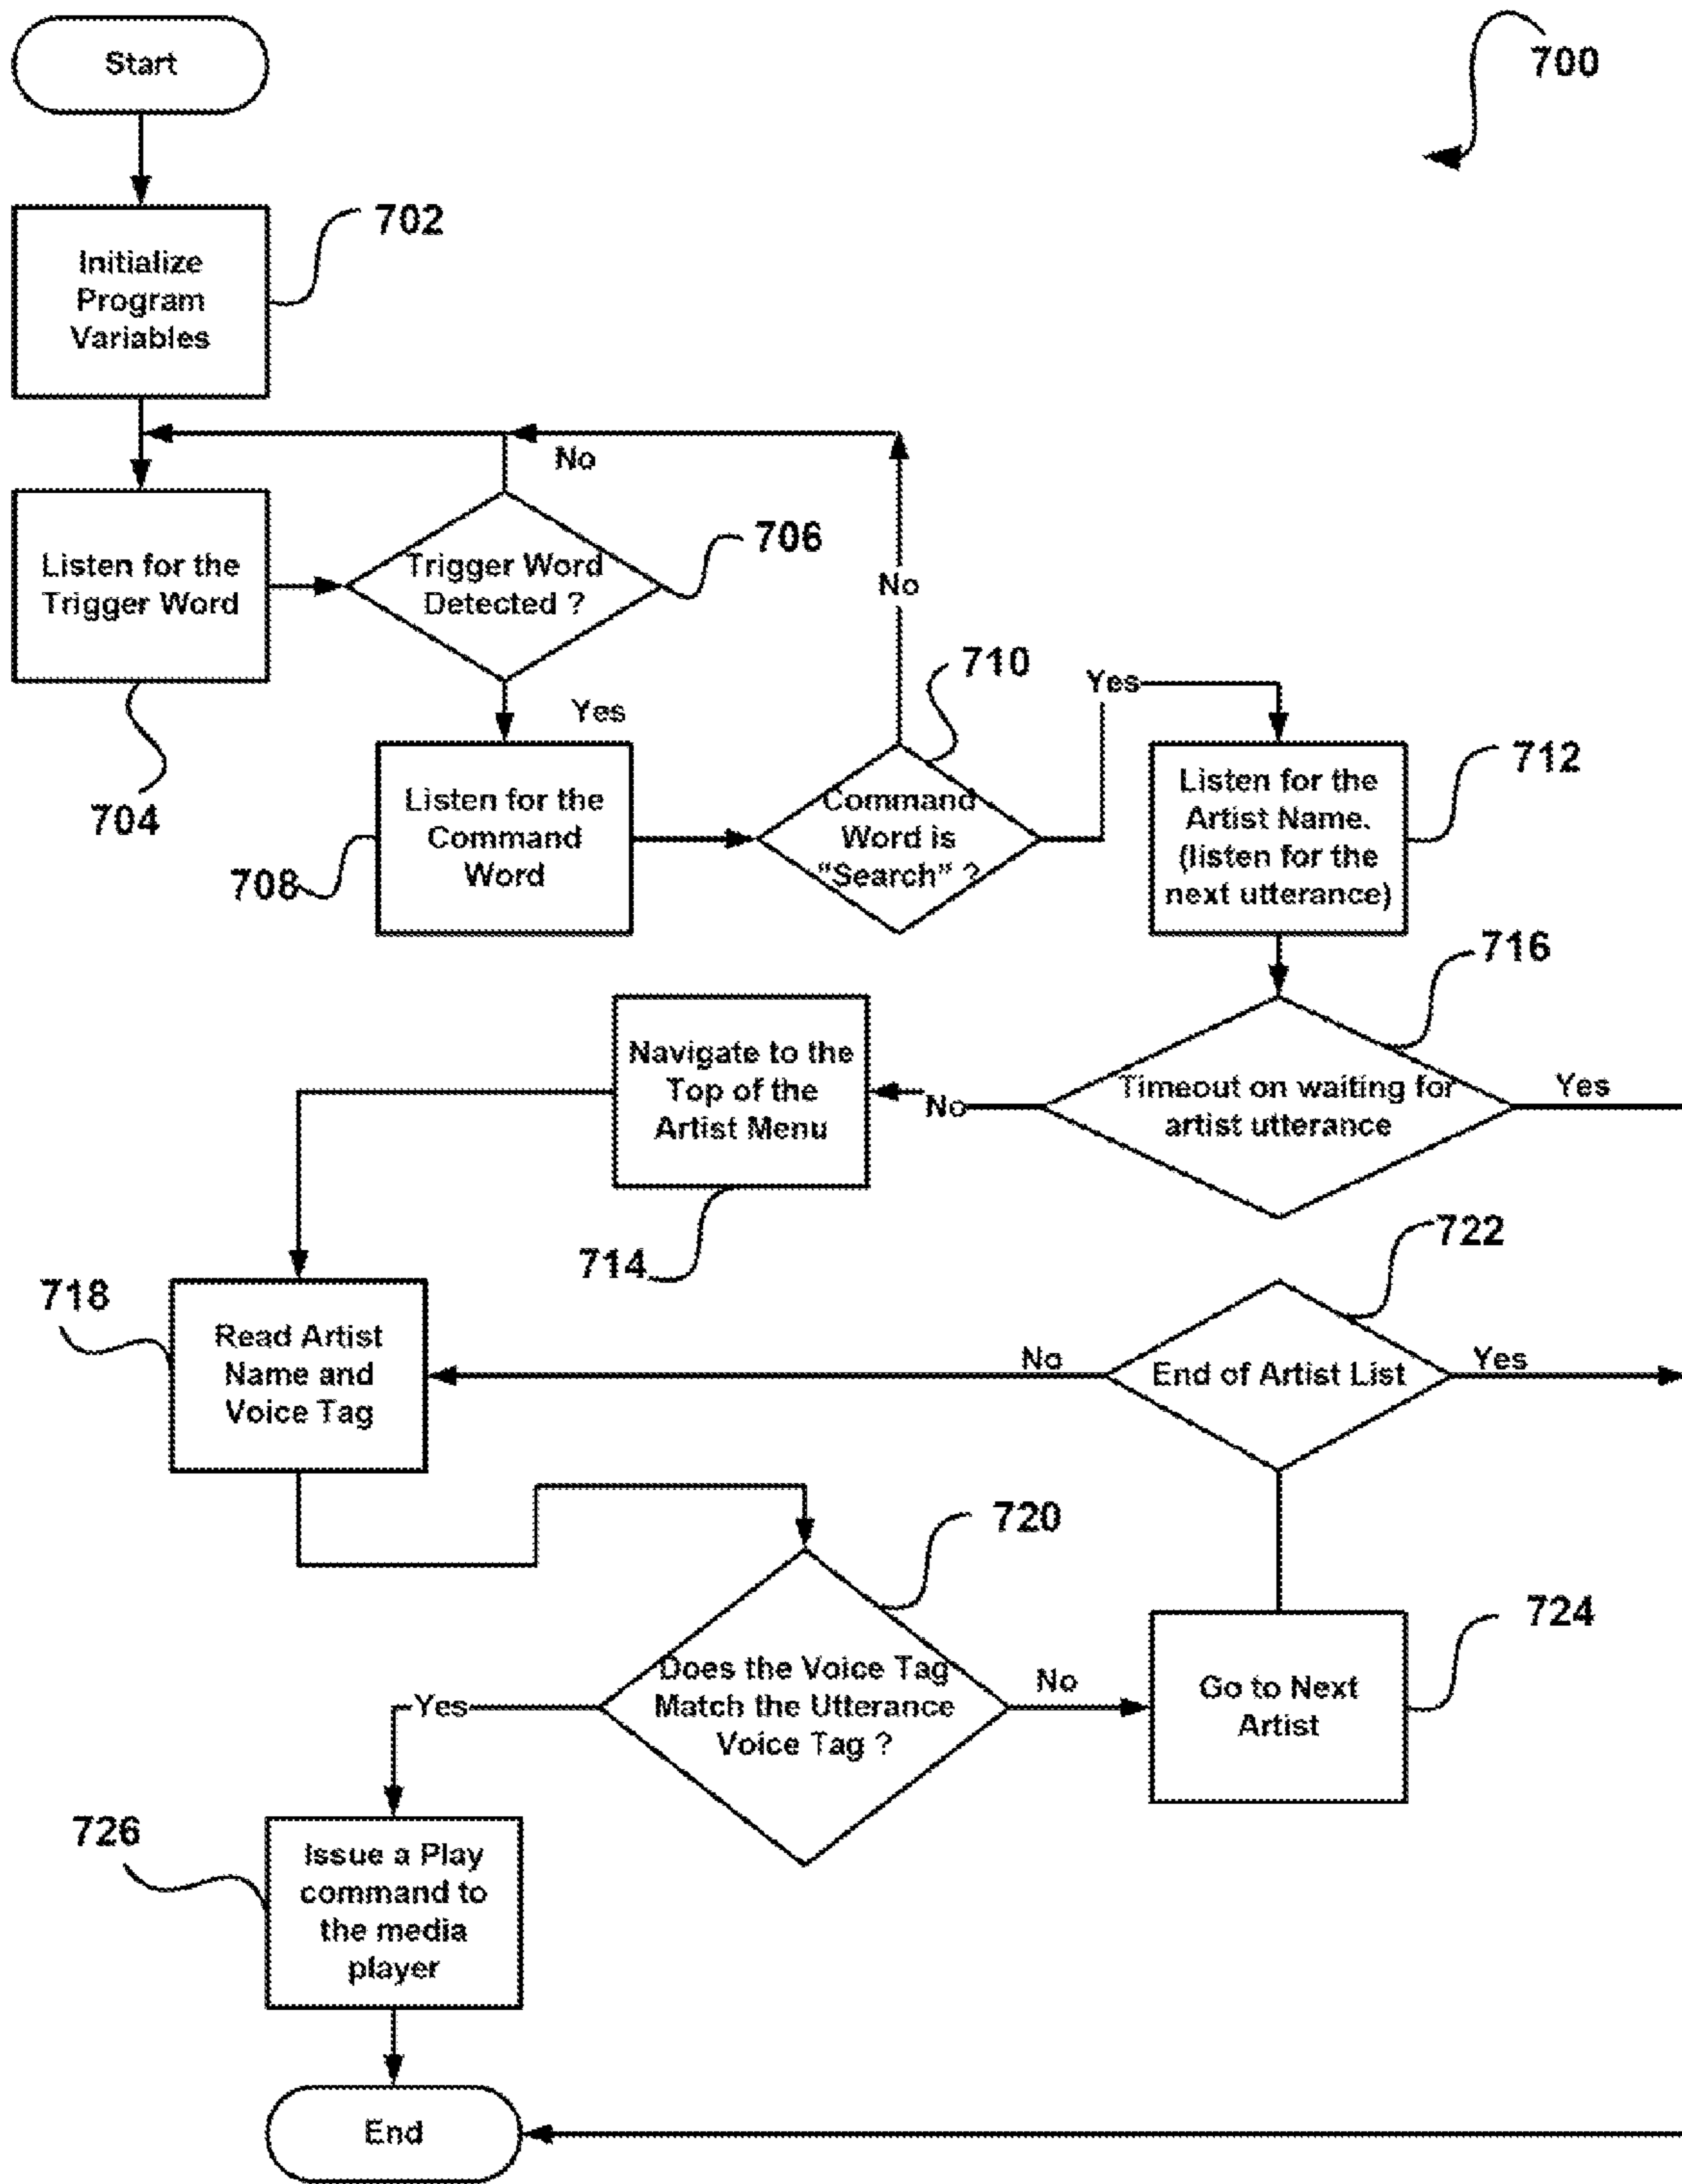 Start
700
702
Initialize
Program
Variables
No
Listen for the
Trigger Word
Trigger Word
Detected ?
706
No
704
Yes
710
Yes
Listen for the
Command
Word
708
Command
Word is
“Search” ?
Listen for the
Artist Name.
(listen for the
next utterance)
712
716
Navigate to the
Top of the
Artist Menu
No
Timeout on waiting for
artist utterance
Yes
714
722
718
Read Artist
Name and
Voice Tag
No
End of Artist List
Yes
720
724
Does the Voice Tag
Match the Utterance
Voice Tag ?
Yes
No
Go to Next
Artist
726
Issue a Play
command to
the media
player
End